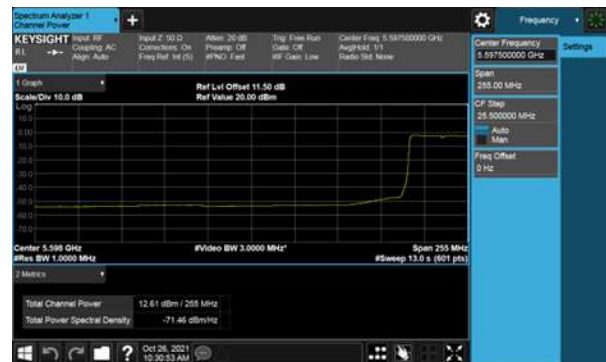 Spectrum Analyzer 1
Channel Power
+
Frequency
KEYSIGHT Input: RF
RL Coupling: AC
Align: Auto
Input Z: 50 Ω
Corrections: On
Freq Ref: Int (S)
Atten: 20 dB
Preamp: Off
#PNO: Fast
Trig: Free Run
Gate: Off
#IF Gain: Low
Center Freq: 5.597500000 GHz
Avg|Hold: 1/1
Radio Std: None
Center Frequency
5.597500000 GHz
Settings
Span
255.00 MHz
CF Step
25.500000 MHz
Auto
Man
Freq Offset
0 Hz
1 Graph
Scale/Div 10.0 dB
Ref Lvl Offset 11.50 dB
Ref Value 20.00 dBm
Log
10.0
0.00
-10.0
-20.0
-30.0
-40.0
-50.0
-60.0
-70.0
Center 5.598 GHz
#Res BW 1.0000 MHz
#Video BW 3.0000 MHz*
Span 255 MHz
#Sweep 13.0 s (601 pts)
2 Metrics
Total Channel Power 12.61 dBm / 255 MHz
Total Power Spectral Density -71.46 dBm/Hz
?
Oct 26, 2021
10:30:53 AM